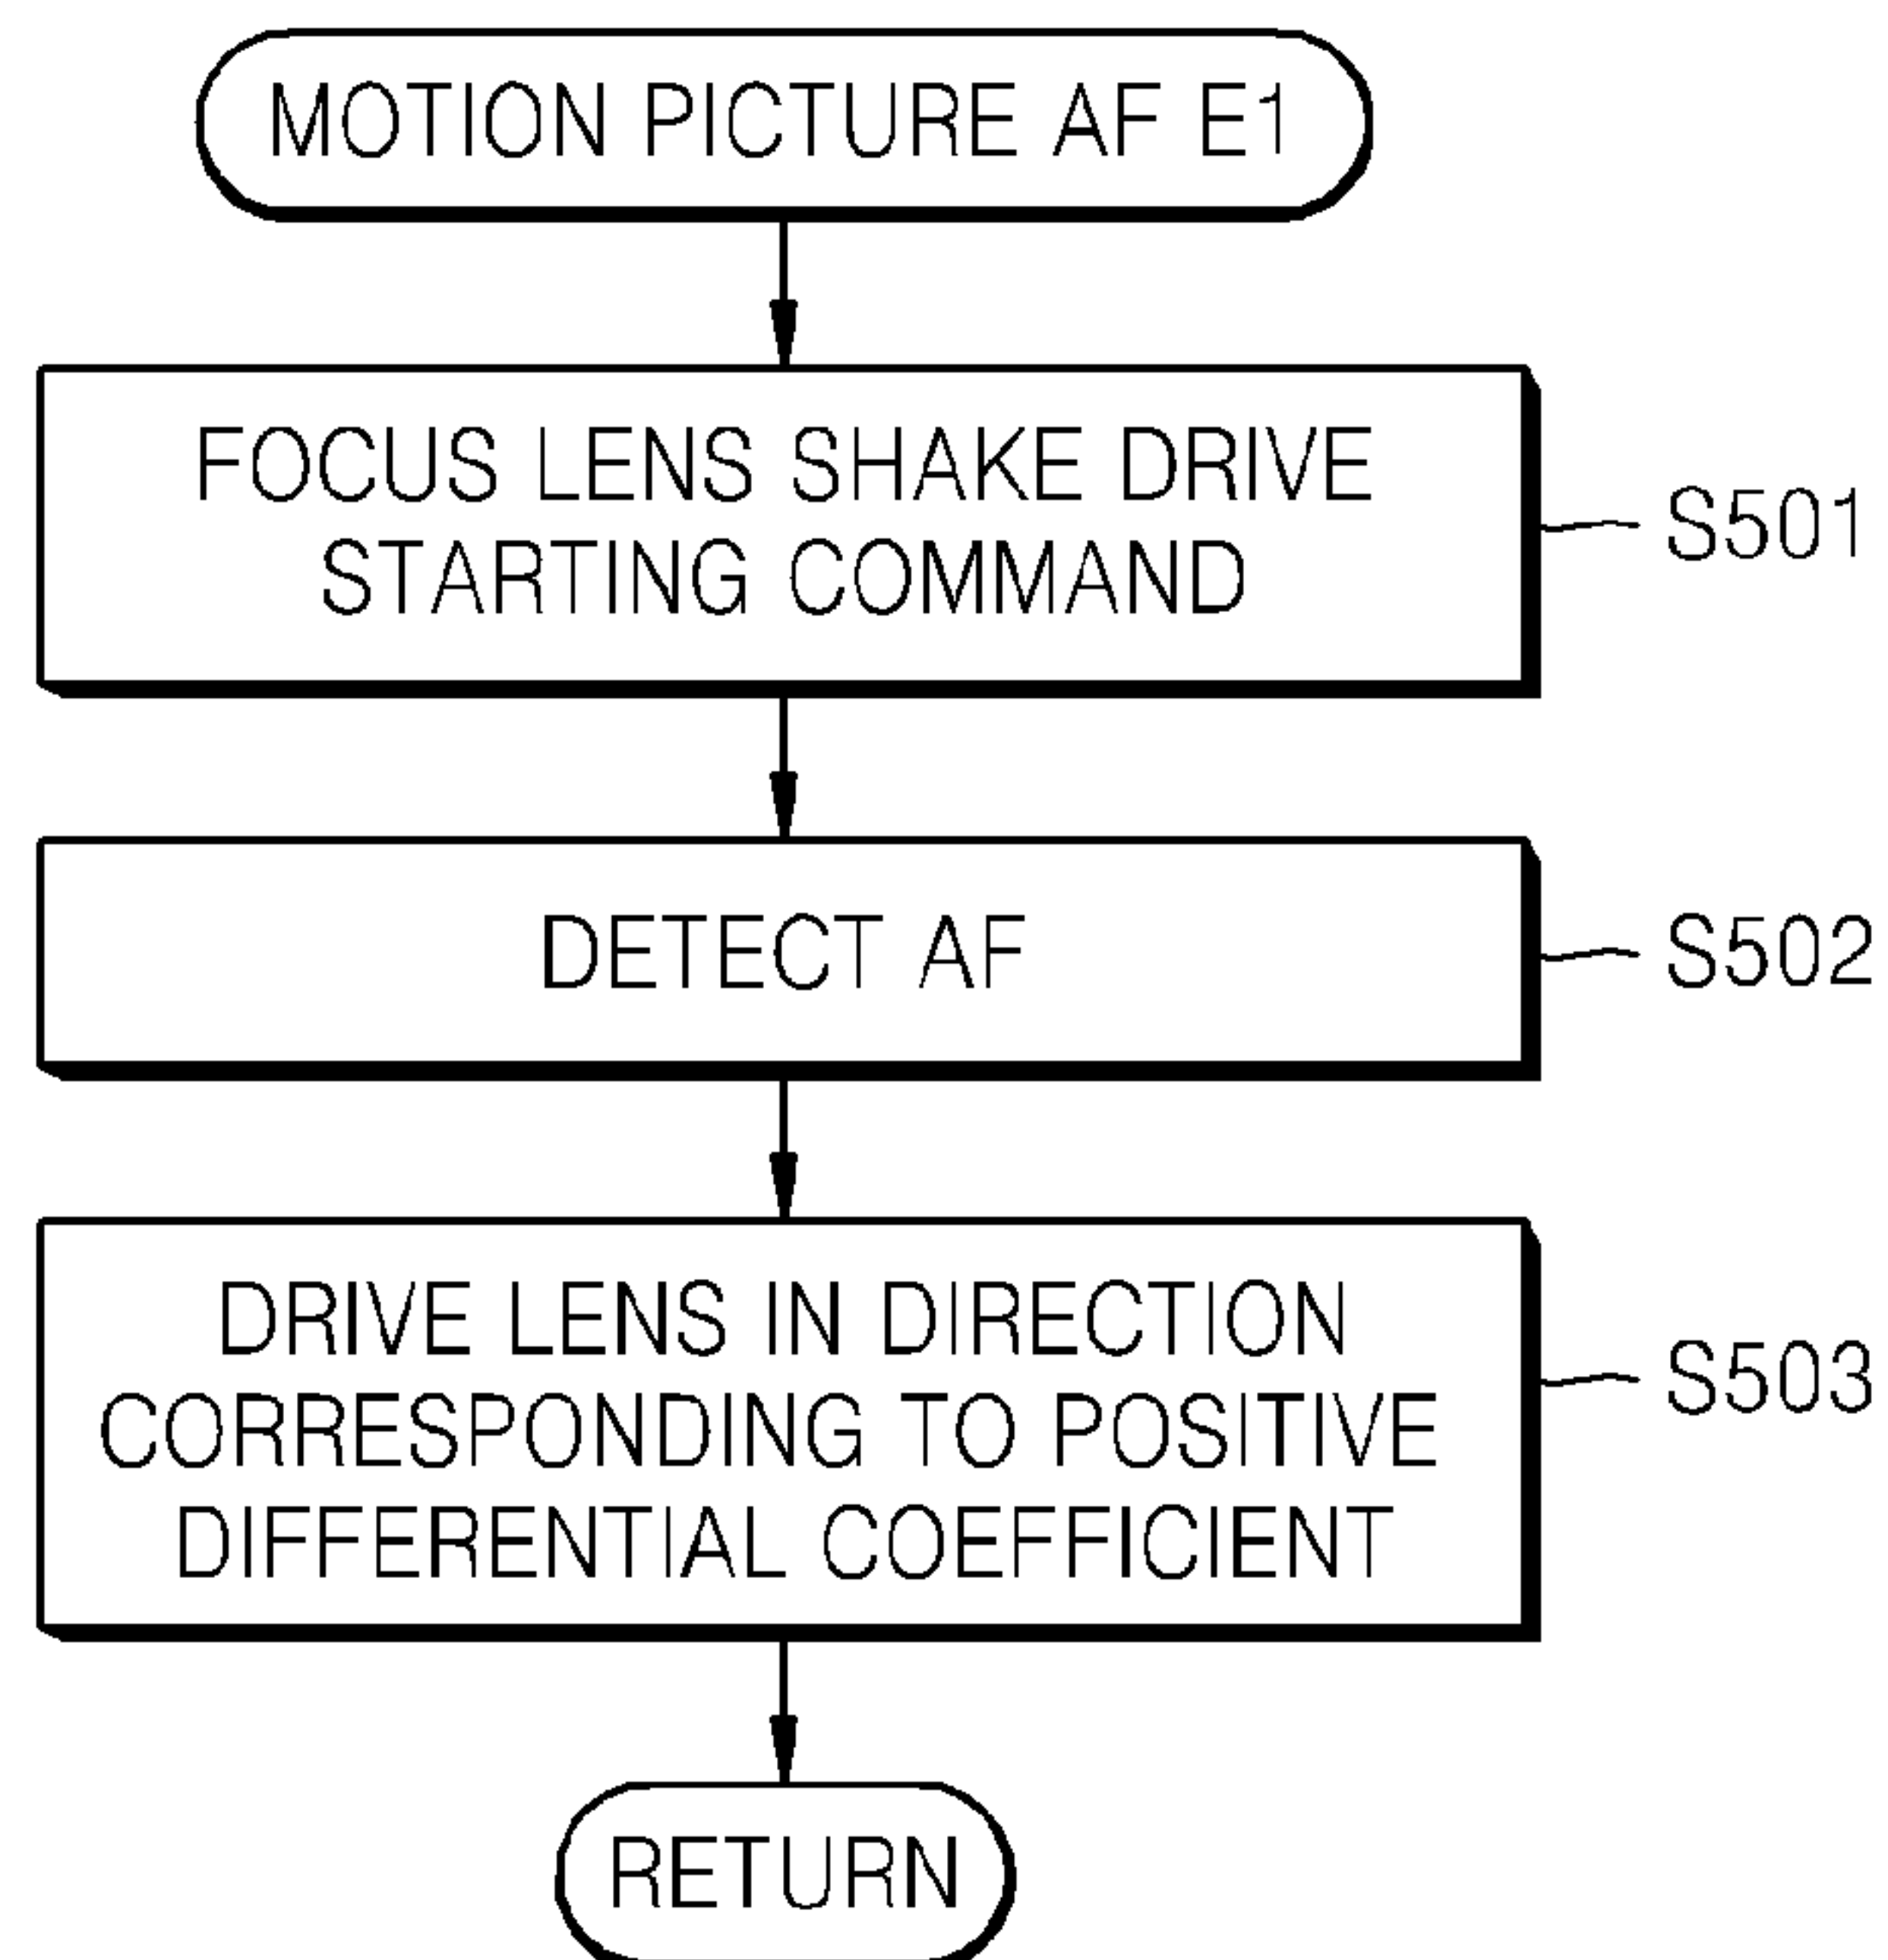 MOTION PICTURE AF E1
FOCUS LENS SHAKE DRIVE
STARTING COMMAND
S501
DETECT AF
S502
DRIVE LENS IN DIRECTION
CORRESPONDING TO POSITIVE
DIFFERENTIAL COEFFICIENT
S503
RETURN